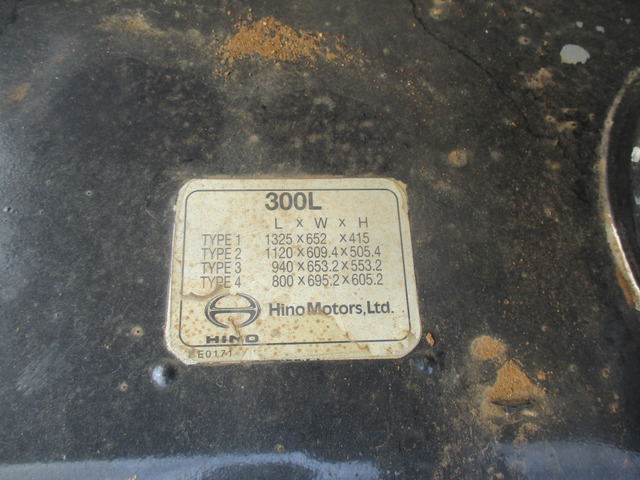 300L
L × W × H
TYPE 1 1325 × 652 × 415
TYPE 2 1120 × 609.4 × 505.4
TYPE 3 940 × 653.2 × 553.2
TYPE 4 800 × 695.2 × 605.2
Hino Motors, Ltd.
HINO
E0171